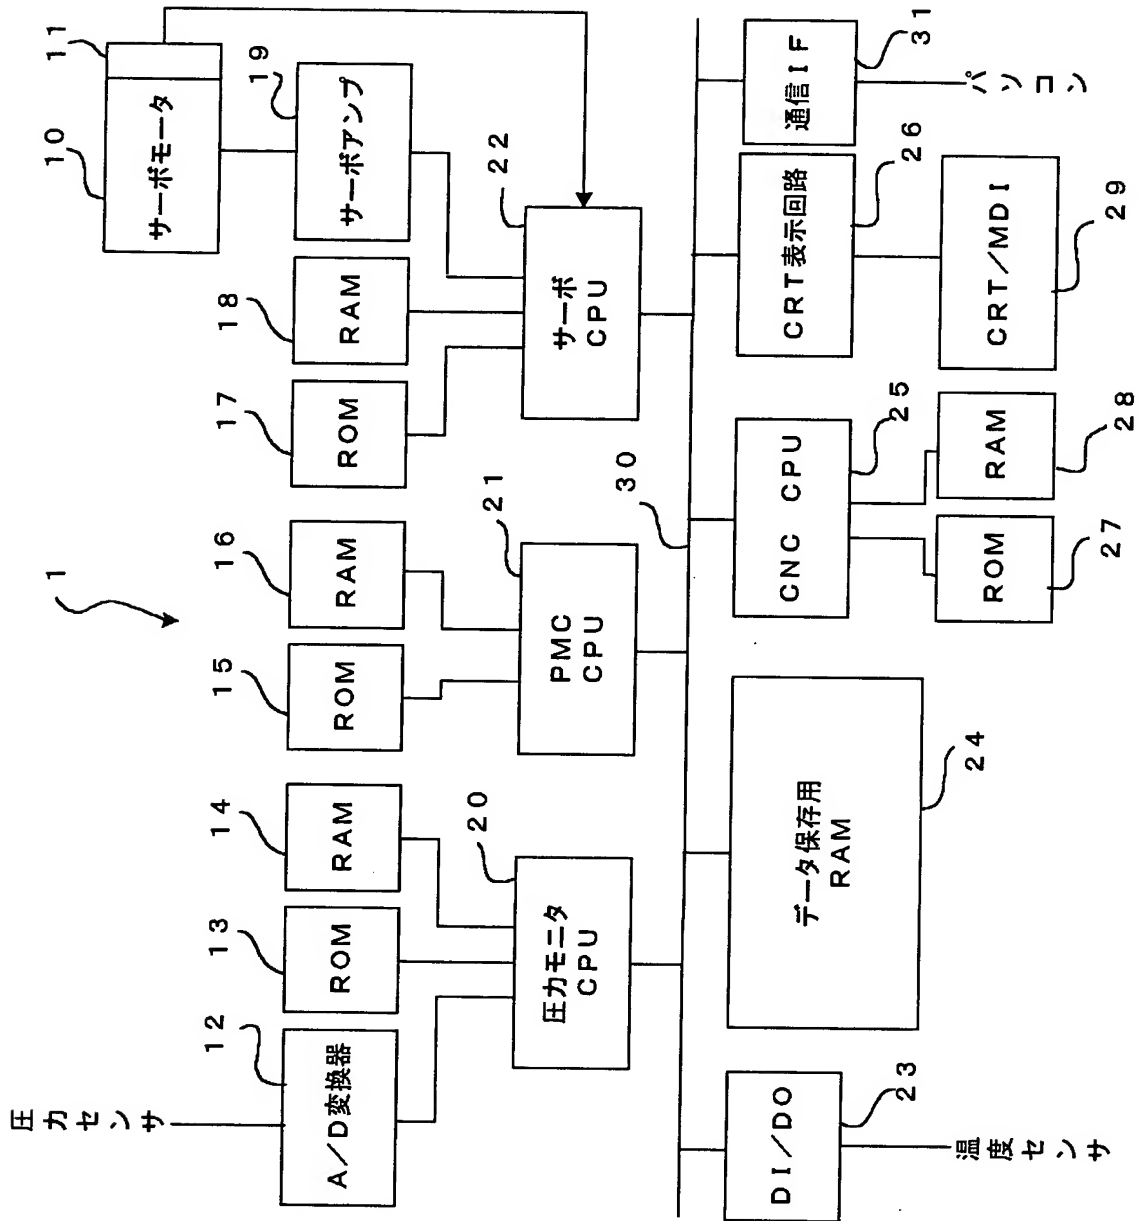 1
圧力センサ
12
A／D変換器
13
ROM
14
RAM
15
ROM
16
RAM
17
ROM
18
RAM
19
サーボアンプ
10
サーボモータ
11
20
圧力モニタ
CPU
21
PMC
CPU
22
サーボ
CPU
30
DI／DO
23
温度センサ
データ保存用
RAM
24
CNC CPU
25
ROM
27
RAM
28
CRT表示回路
26
CRT／MDI
29
通信IF
31
パソコン